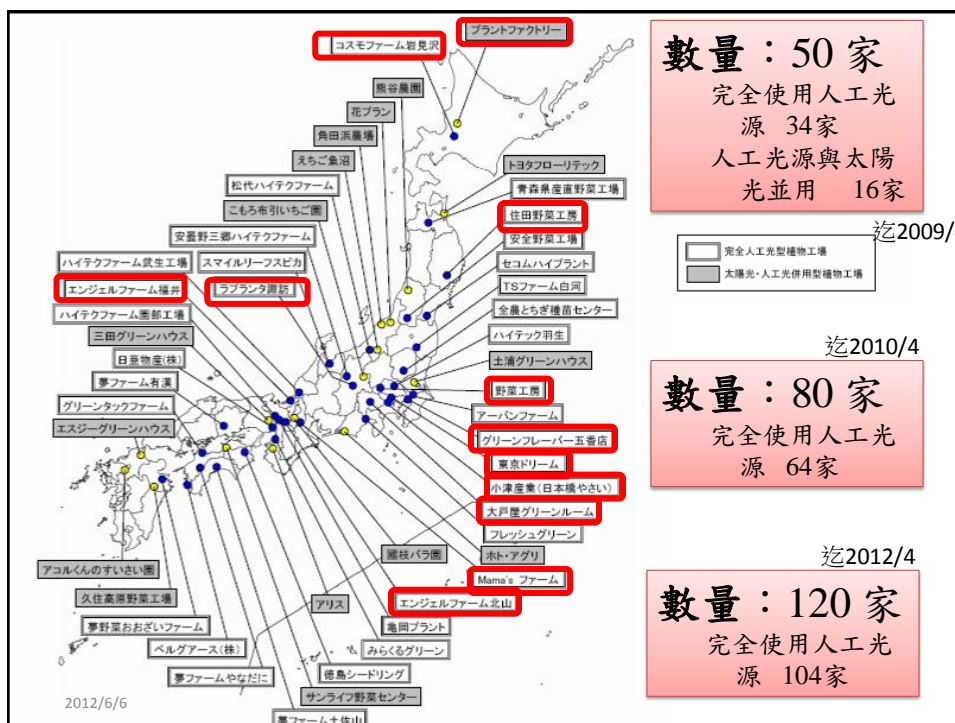 プラントファクトリー
コスモファーム岩見沢
熊谷農園
花プラン
角田浜農場
えちご魚沼
松代ハイテクファーム
こもろ布引いちご園
安曇野三郷ハイテクファーム
ハイテクファーム武生工場
スマイルリーフスピカ
エンジェルファーム福井
ラプランタ諏訪
ハイテクファーム園部工場
三田グリーンハウス
日亜物産(株)
夢ファーム有漢
グリーンタックファーム
エスジーグリーンハウス
トヨタフローリテック
青森県産直野菜工場
住田野菜工房
安全野菜工場
セコムハイプラント
TSファーム白河
全農とちぎ種苗センター
ハイテック羽生
土浦グリーンハウス
野菜工房
アーバンファーム
グリーンフレーバー五番店
東京ドリーム
小津産業(日本橋やさい)
大戸屋グリーンルーム
フレッシュグリーン
ホト・アグリ
國枝バラ園
Mama's ファーム
アリス
エンジェルファーム北山
亀岡プラント
みらくるグリーン
徳島シードリング
サンライフ野菜センター
夢ファーム土佐山
アコルくんのすいさい園
久住高原野菜工場
夢野菜おおざいファーム
ベルグアース(株)
夢ファームやなだに
2012/6/6
數量：50 家
完全使用人工光
源 34家
人工光源與太陽
光並用 16家
迄2009/
完全人工光型植物工場
太陽光・人工光併用型植物工場
迄2010/4
數量：80 家
完全使用人工光
源 64家
迄2012/4
數量：120 家
完全使用人工光
源 104家